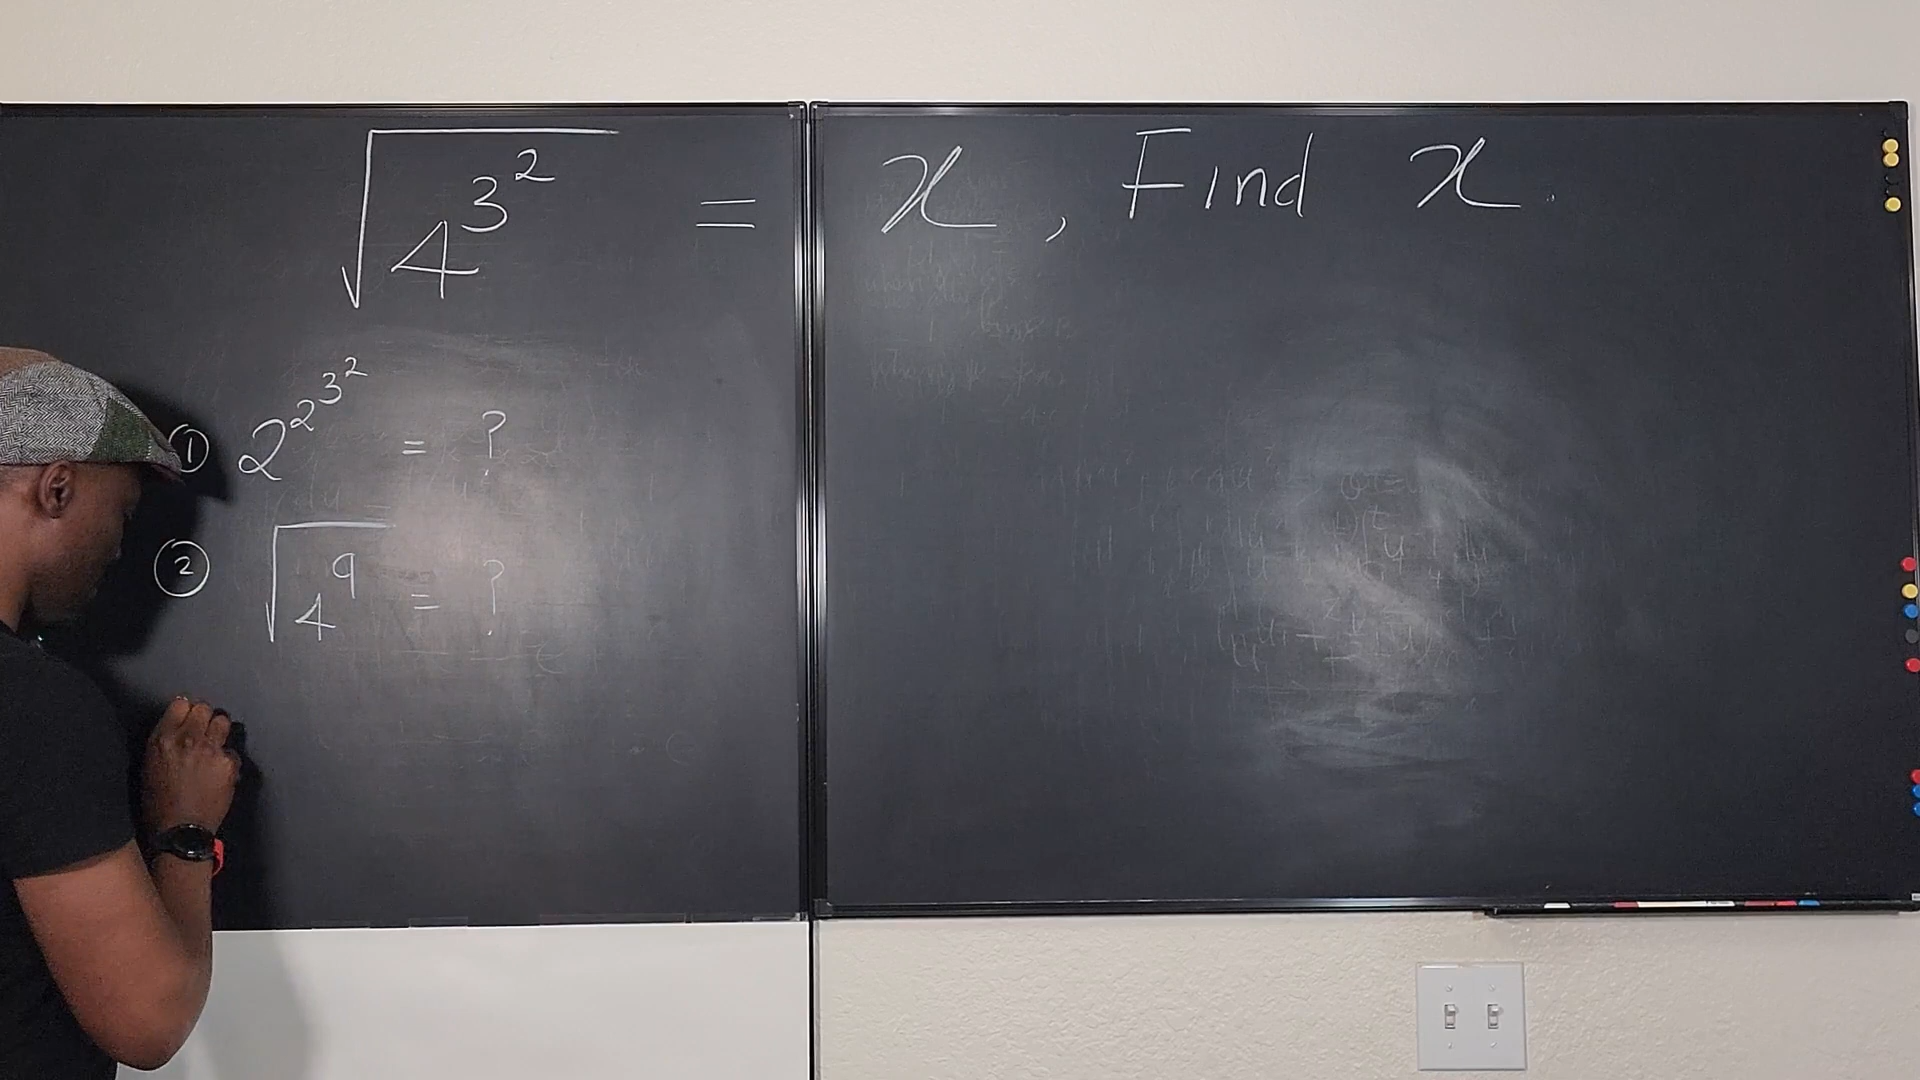 √4^3^2 = x, Find x.
① 2^2^3^2 = ?
② √4^9 = ?